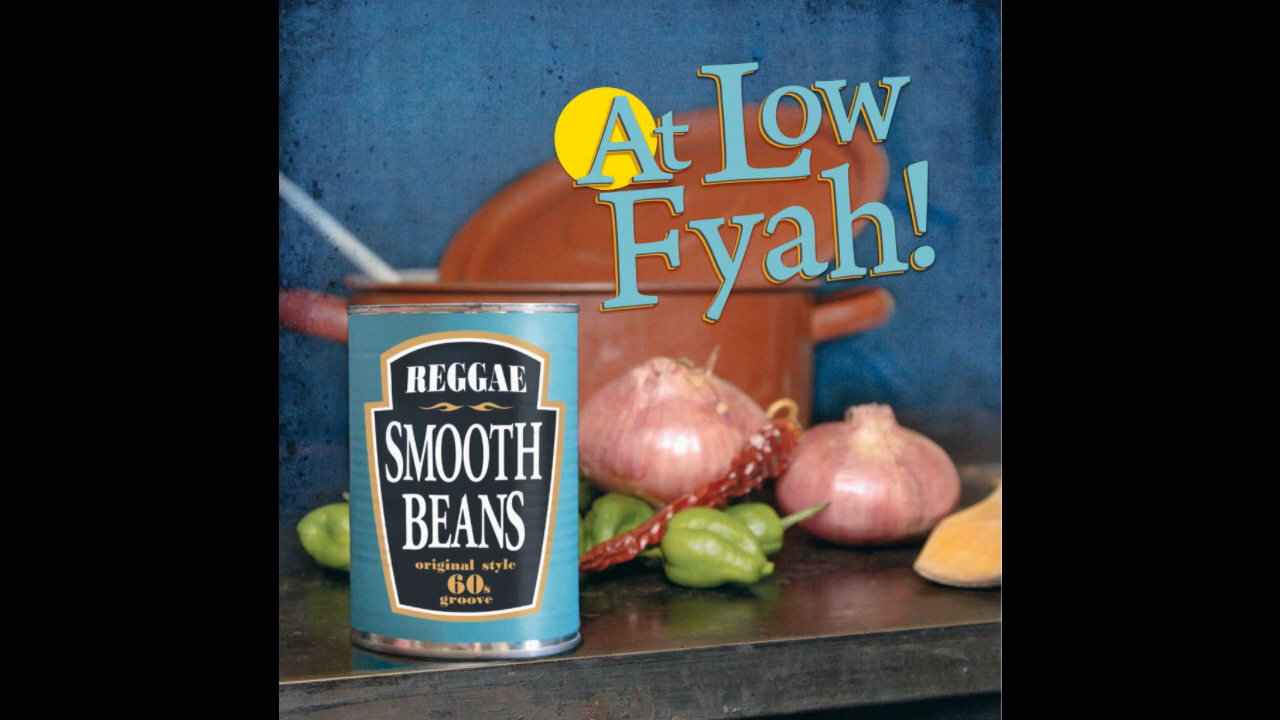 At Low
Fyah!
REGGAE
SMOOTH
BEANS
original style
60s
groove